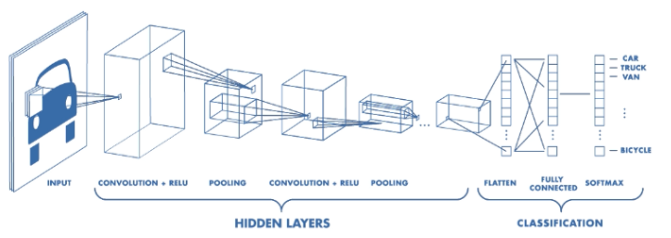 CAR
TRUCK
VAN
BICYCLE
INPUT
CONVOLUTION + RELU
POOLING
CONVOLUTION + RELU
POOLING
FLATTEN
FULLY
CONNECTED
SOFTMAX
HIDDEN LAYERS
CLASSIFICATION